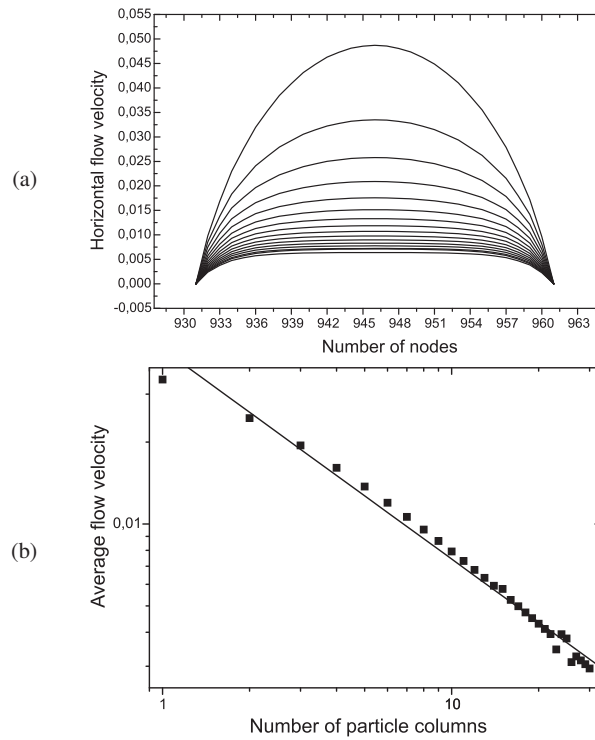 (a)
Horizontal flow velocity
0,055
0,050
0,045
0,040
0,035
0,030
0,025
0,020
0,015
0,010
0,005
0,000
-0,005
930 933 936 939 942 945 948 951 954 957 960 963
Number of nodes
(b)
Average flow velocity
0,01
1 10
Number of particle columns